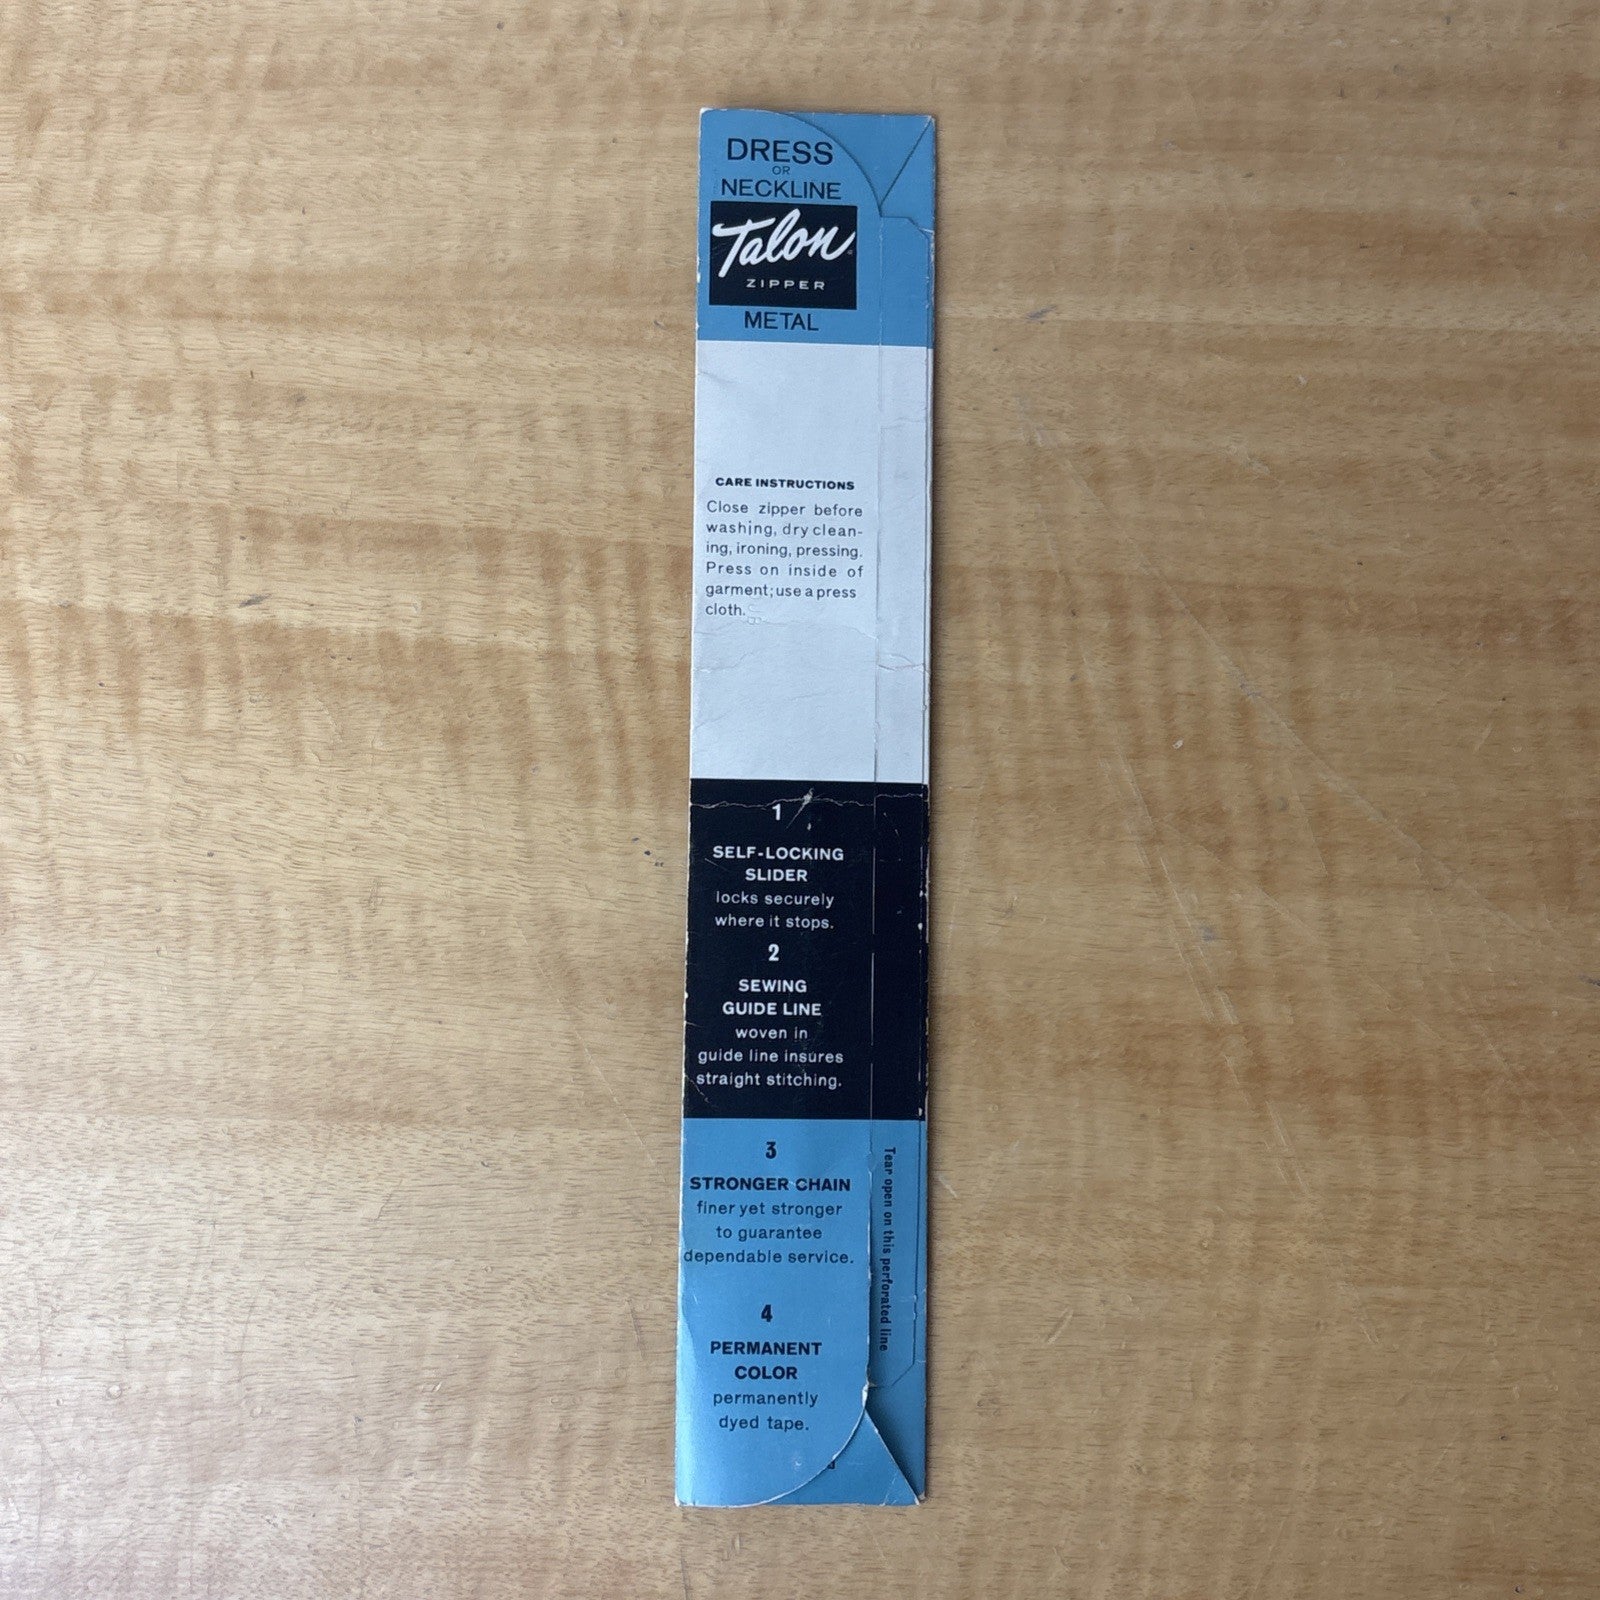 DRESS
OR
NECKLINE
Talon
ZIPPER
METAL
CARE INSTRUCTIONS
Close zipper before
washing, dry clean-
ing, ironing, pressing.
Press on inside of
garment; use a press
cloth.
1
SELF-LOCKING
SLIDER
locks securely
where it stops.
2
SEWING
GUIDE LINE
woven in
guide line insures
straight stitching.
3
STRONGER CHAIN
finer yet stronger
to guarantee
dependable service.
4
PERMANENT
COLOR
permanently
dyed tape.
Tear open on this perforated line